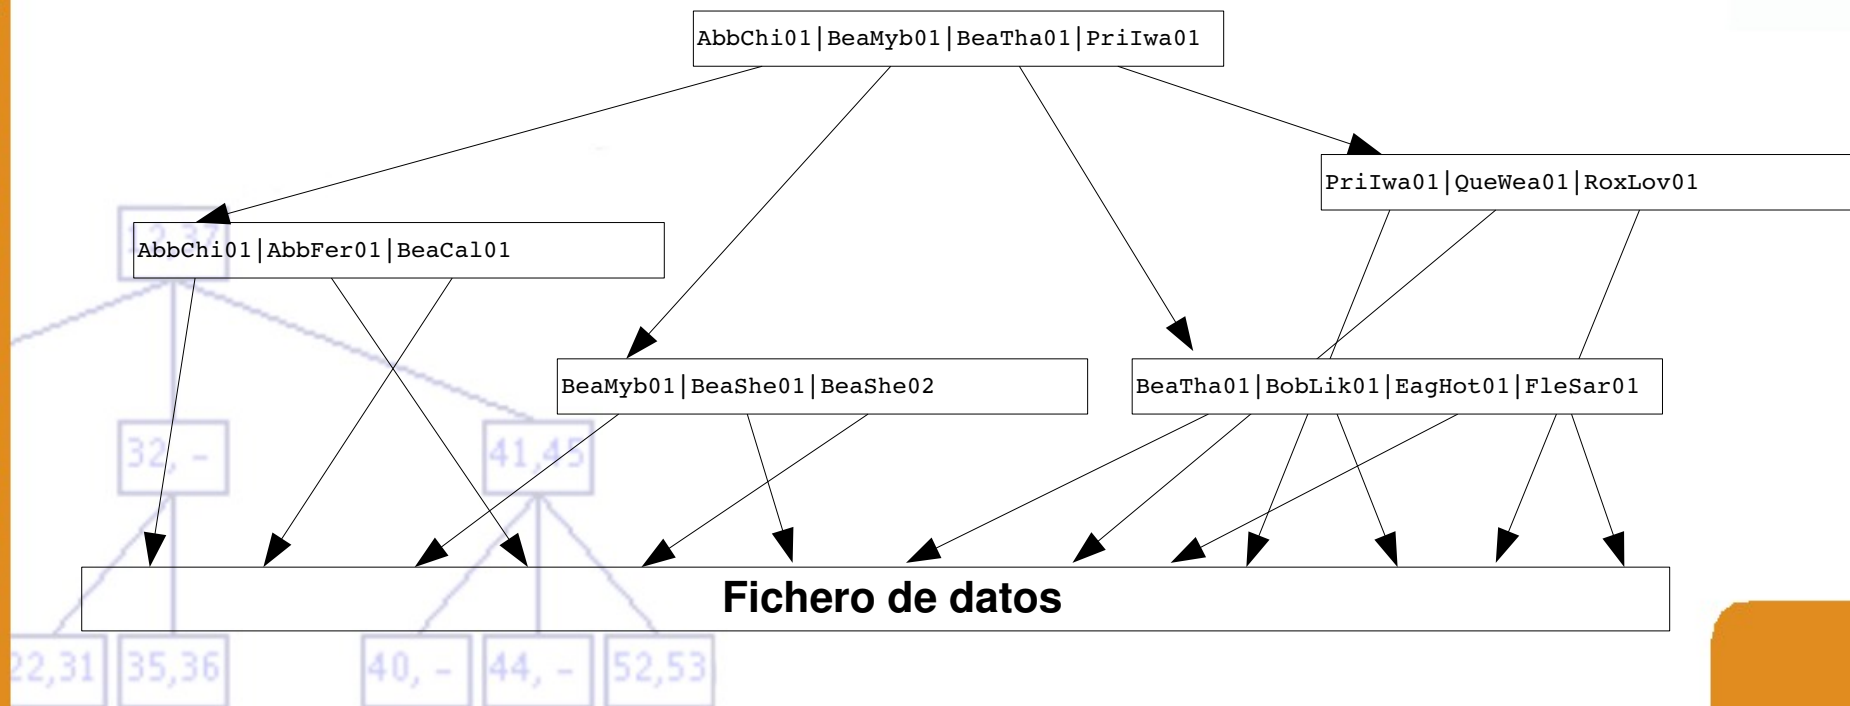 AbbChi01|BeaMyb01|BeaTha01|PriIwa01
PriIwa01|QueWea01|RoxLov01
AbbChi01|AbbFer01|BeaCal01
BeaMyb01|BeaShe01|BeaShe02
BeaTha01|BobLik01|EagHot01|FleSar01
32, -
41,45
Fichero de datos
22,31
35,36
40, -
44, -
52,53